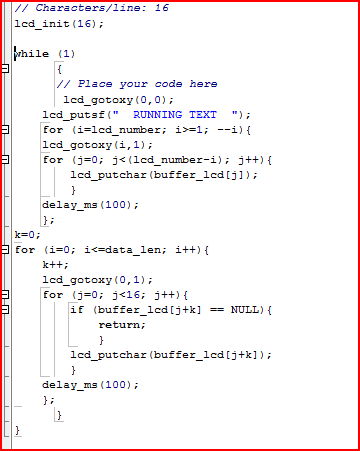 // Characters/line: 16
lcd_init(16);
while (1)
{
// Place your code here
lcd_gotoxy(0,0);
lcd_putsf("  RUNNING TEXT  ");
for (i=lcd_number; i>=1; --i){
lcd_gotoxy(i,1);
for (j=0; j<(lcd_number-i); j++){
lcd_putchar(buffer_lcd[j]);
}
delay_ms(100);
};
k=0;
for (i=0; i<=data_len; i++){
k++;
lcd_gotoxy(0,1);
for (j=0; j<16; j++){
if (buffer_lcd[j+k] == NULL){
return;
}
lcd_putchar(buffer_lcd[j+k]);
}
delay_ms(100);
};
}
}